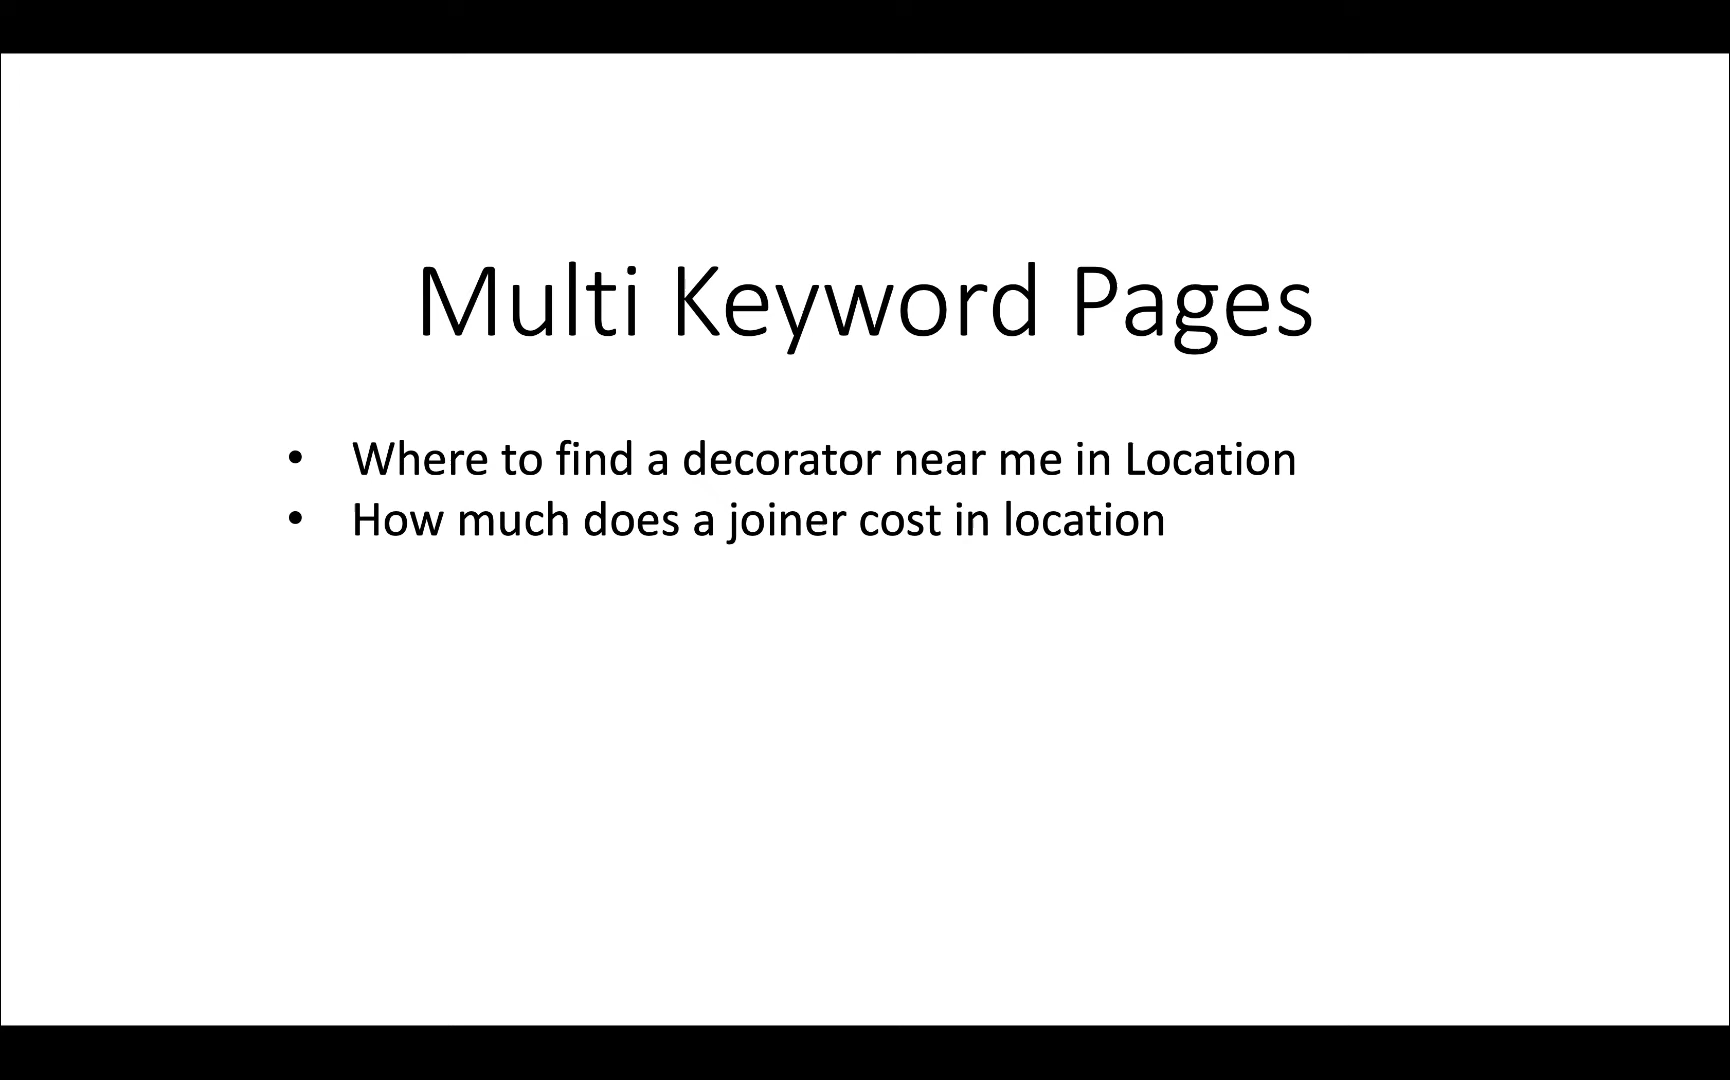 Multi Keyword Pages
• Where to find a decorator near me in Location
• How much does a joiner cost in location